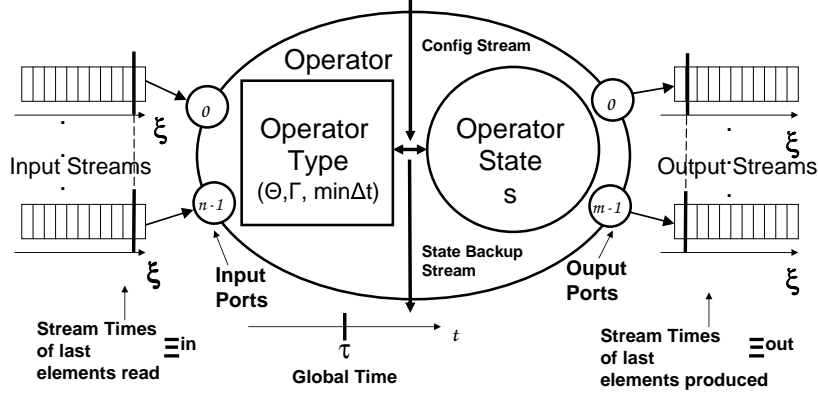 Config Stream
Operator
0
0
ξ
ξ
Operator
Type
(Θ,Γ, minΔt)
Operator
State
s
Input Streams
Output Streams
n-1
m-1
ξ
ξ
Input
Ports
State Backup
Stream
Ouput
Ports
Stream Times
of last
elements read
Ξin
τ
t
Global Time
Stream Times
of last
elements produced
Ξout